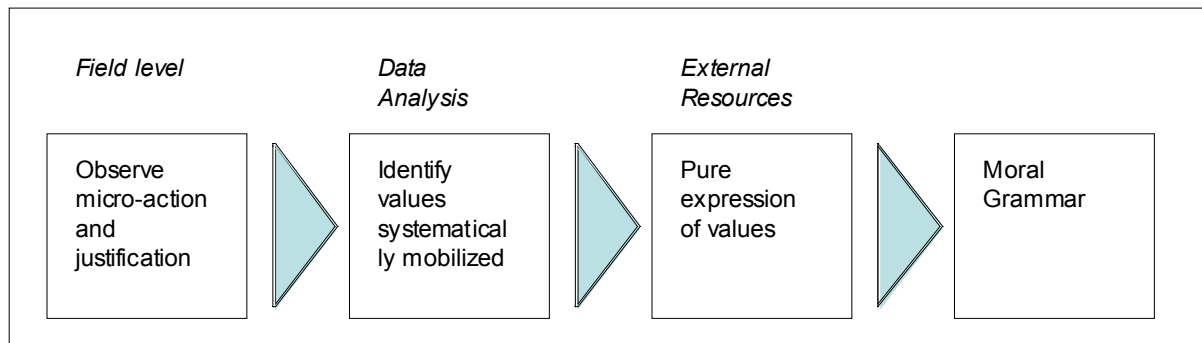 Field level
Data
Analysis
External
Resources
Observe
micro-action
and
justification
Identify
values
systematical
ly mobilized
Pure
expression
of values
Moral
Grammar